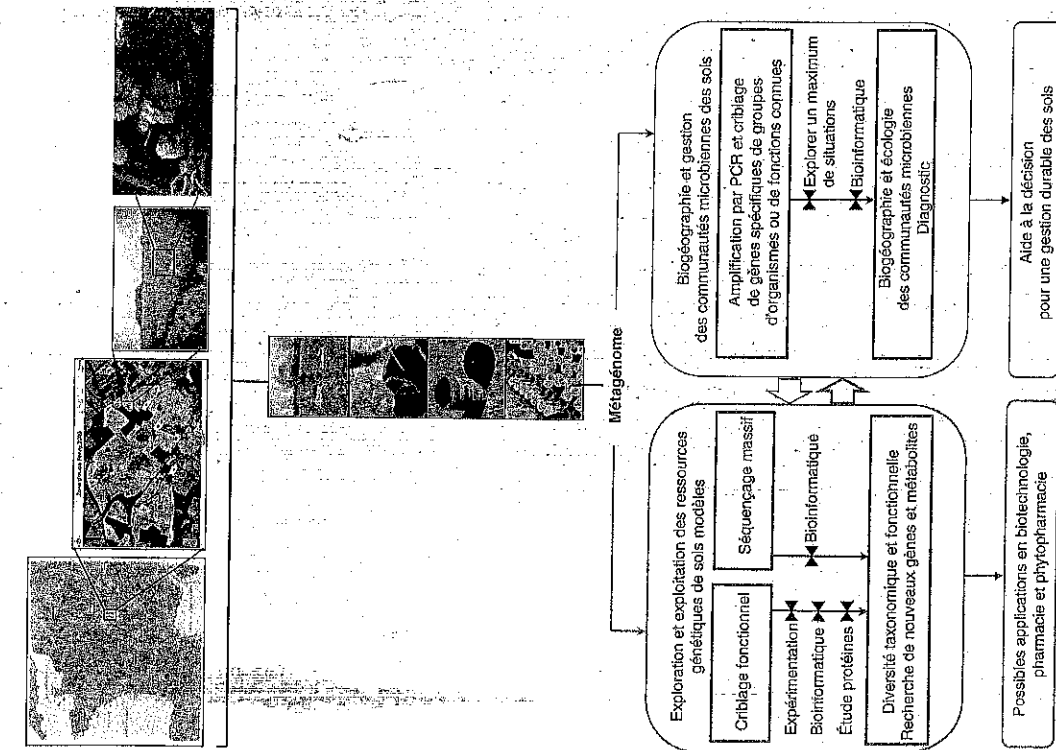 Métagénome
Exploration et exploitation des ressources
génétiques de sols modèles
Criblage fonctionnel
Séquençage massif
Expérimentation
Bioinformatique
Étude protéines
Bioinformatique
Diversité taxonomique et fonctionnelle
Recherche de nouveaux gènes et métabolites
Possibles applications en biotechnologie,
pharmacie et phytopharmacie
Biogéographie et gestion
des communautés microbiennes des sols
Amplification par PCR et criblage
de gènes spécifiques de groupes
d'organismes ou de fonctions connues
Explorer un maximum
de situations
Bioinformatique
Biogéographie et écologie
des communautés microbiennes
Diagnostic
Aide à la décision
pour une gestion durable des sols